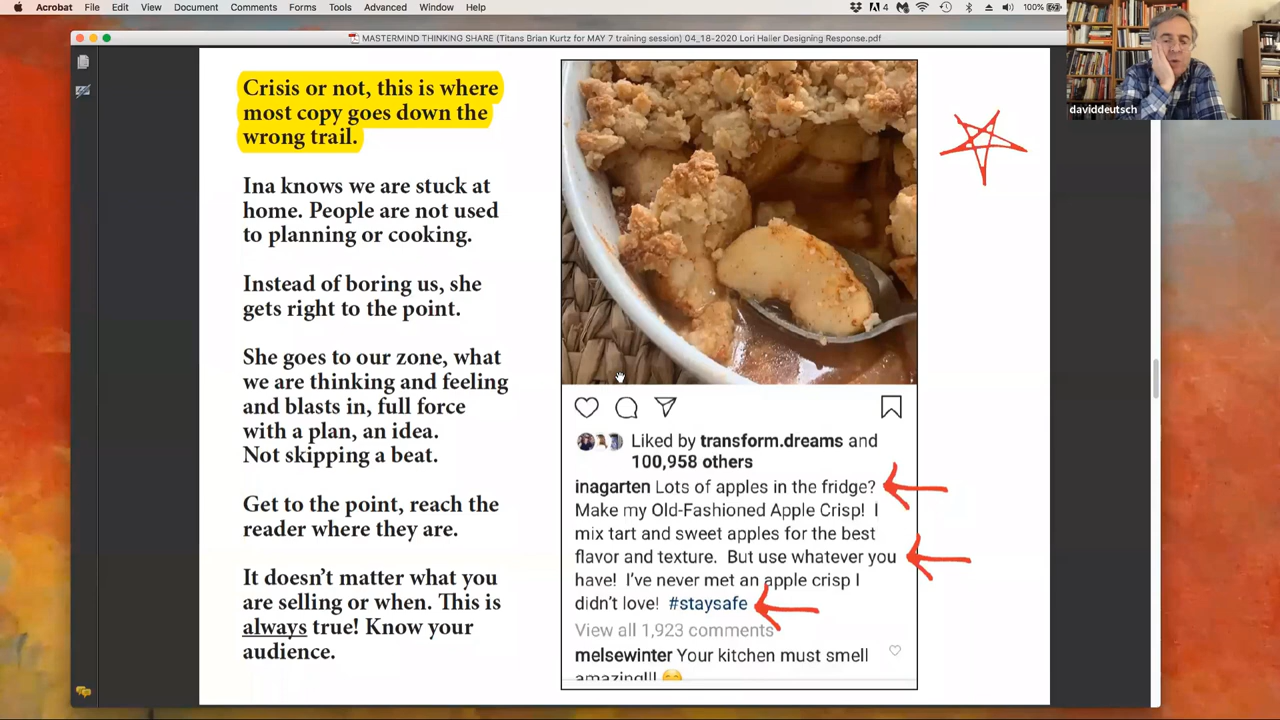 Acrobat File Edit View Document Comments Forms Tools Advanced Window Help
4 100%
MASTERMIND THINKING SHARE (Titans Brian Kurtz for MAY 7 training session) 04_18-2020 Lori Haller Designing Response.pdf
daviddeutsch
Crisis or not, this is where
most copy goes down the
wrong trail.
Ina knows we are stuck at
home. People are not used
to planning or cooking.
Instead of boring us, she
gets right to the point.
She goes to our zone, what
we are thinking and feeling
and blasts in, full force
with a plan, an idea.
Not skipping a beat.
Get to the point, reach the
reader where they are.
It doesn’t matter what you
are selling or when. This is
always true! Know your
audience.
Liked by transform.dreams and
100,958 others
inagarten Lots of apples in the fridge?
Make my Old-Fashioned Apple Crisp! I
mix tart and sweet apples for the best
flavor and texture. But use whatever you
have! I’ve never met an apple crisp I
didn’t love! #staysafe
View all 1,923 comments
melsewinter Your kitchen must smell
amazing!!! 😊